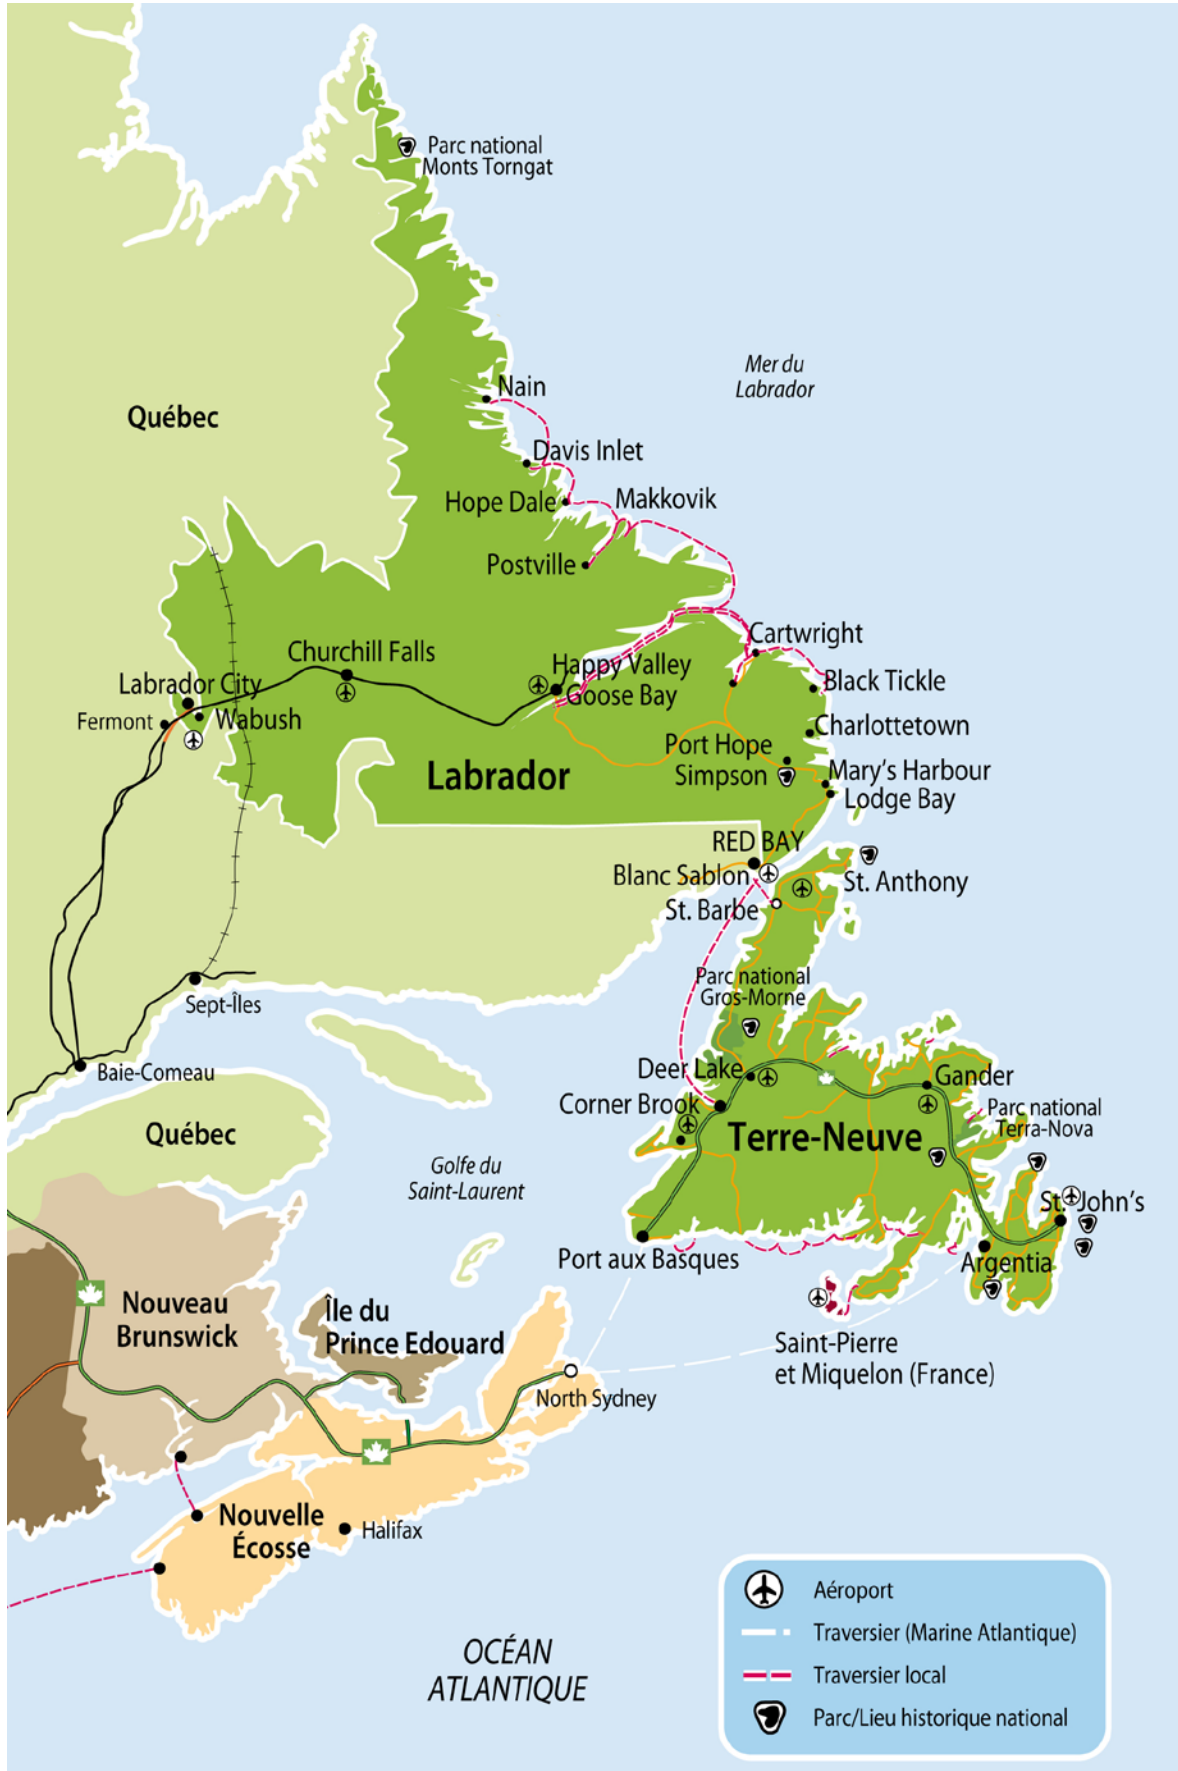 Parc national
Monts Torngat
Mer du
Labrador
Nain
Québec
Davis Inlet
Hope Dale
Makkovik
Postville
Cartwright
Churchill Falls
Happy Valley
Goose Bay
Labrador City
Black Tickle
Fermont
Wabush
Charlottetown
Port Hope
Simpson
Labrador
Mary's Harbour
Lodge Bay
RED BAY
Blanc Sablon
St. Anthony
St. Barbe
Parc national
Gros-Morne
Sept-Îles
Baie-Comeau
Deer Lake
Gander
Corner Brook
Parc national
Terra-Nova
Québec
Terre-Neuve
Golfe du
Saint-Laurent
St. John's
Port aux Basques
Argentia
Nouveau
Brunswick
Île du
Prince Edouard
Saint-Pierre
et Miquelon (France)
North Sydney
Nouvelle
Écosse
Halifax
OCÉAN
ATLANTIQUE
Aéroport
Traversier (Marine Atlantique)
Traversier local
Parc/Lieu historique national